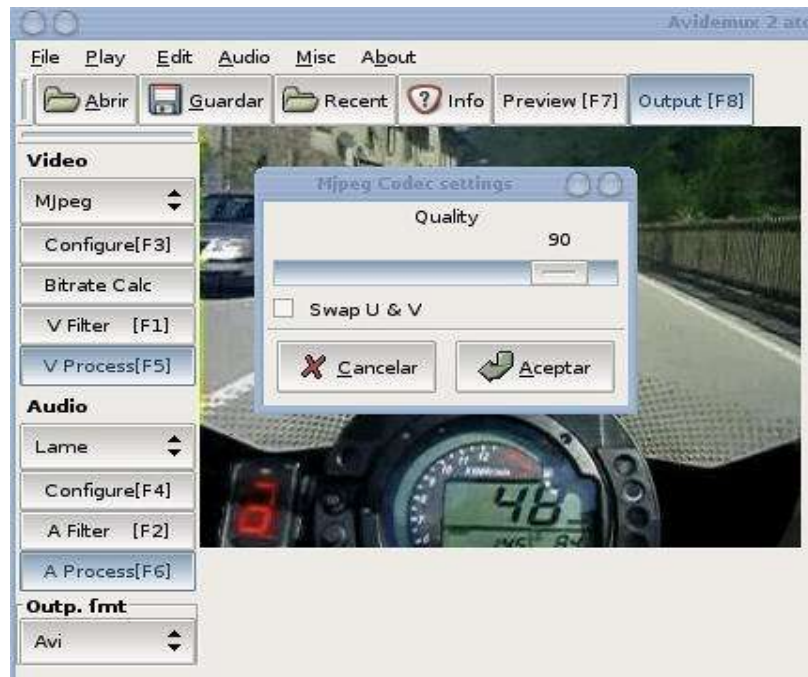 Avidemux 2
File Play Edit Audio Misc About
Abrir Guardar Recent Info Preview [F7] Output [F8]
Video
MJpeg
Configure[F3]
Bitrate Calc
V Filter [F1]
V Process[F5]
Audio
Lame
Configure[F4]
A Filter [F2]
A Process[F6]
Outp. fmt
Avi
Mjpeg Codec settings
Quality
90
Swap U & V
Cancelar Aceptar
48